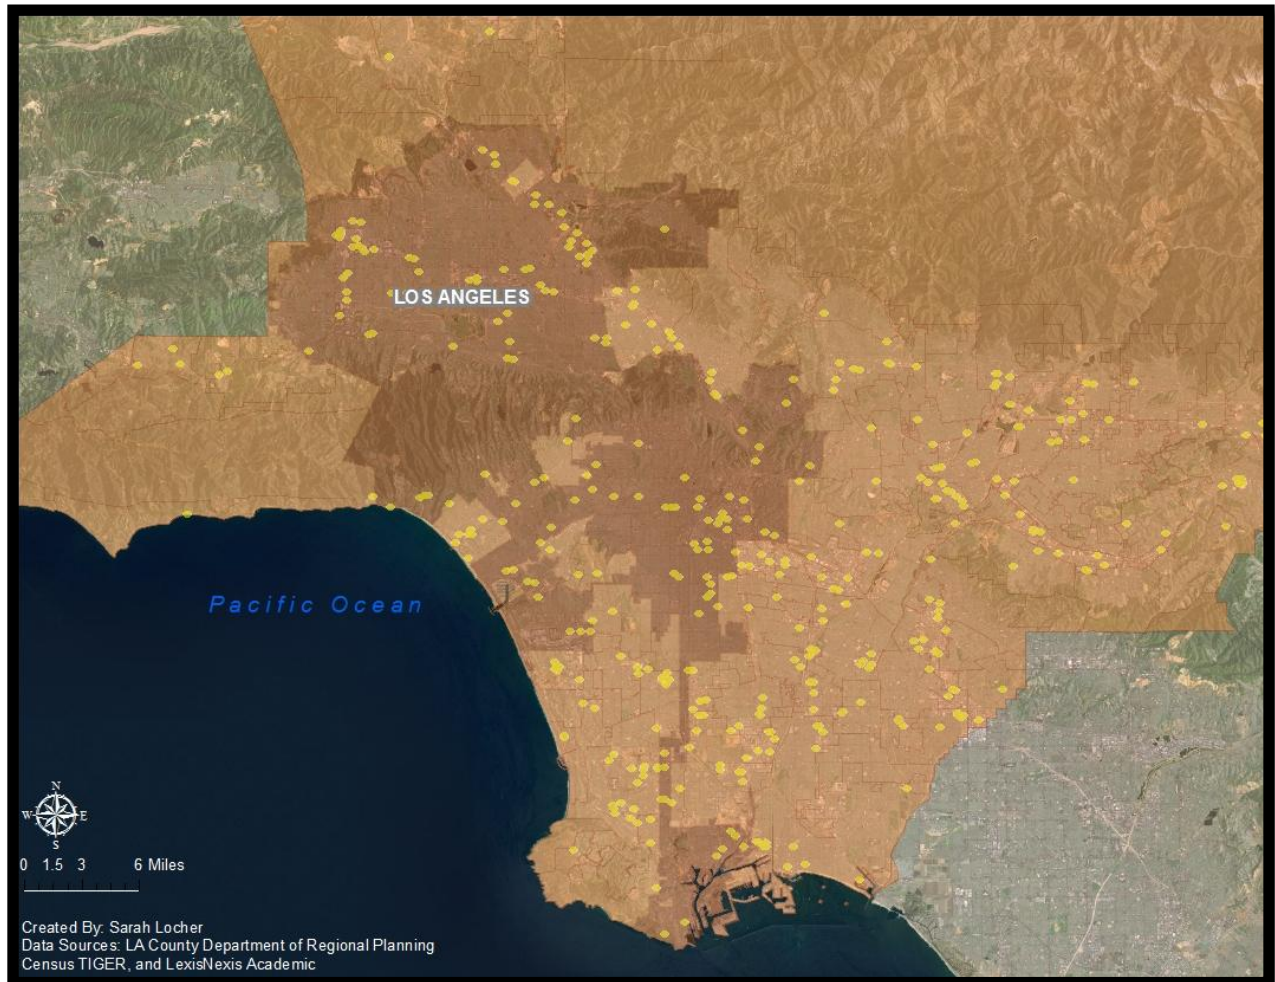 LOS ANGELES
Pacific Ocean
N
W E
S
0 1.5 3 6 Miles
Created By: Sarah Locher
Data Sources: LA County Department of Regional Planning
Census TIGER, and LexisNexis Academic